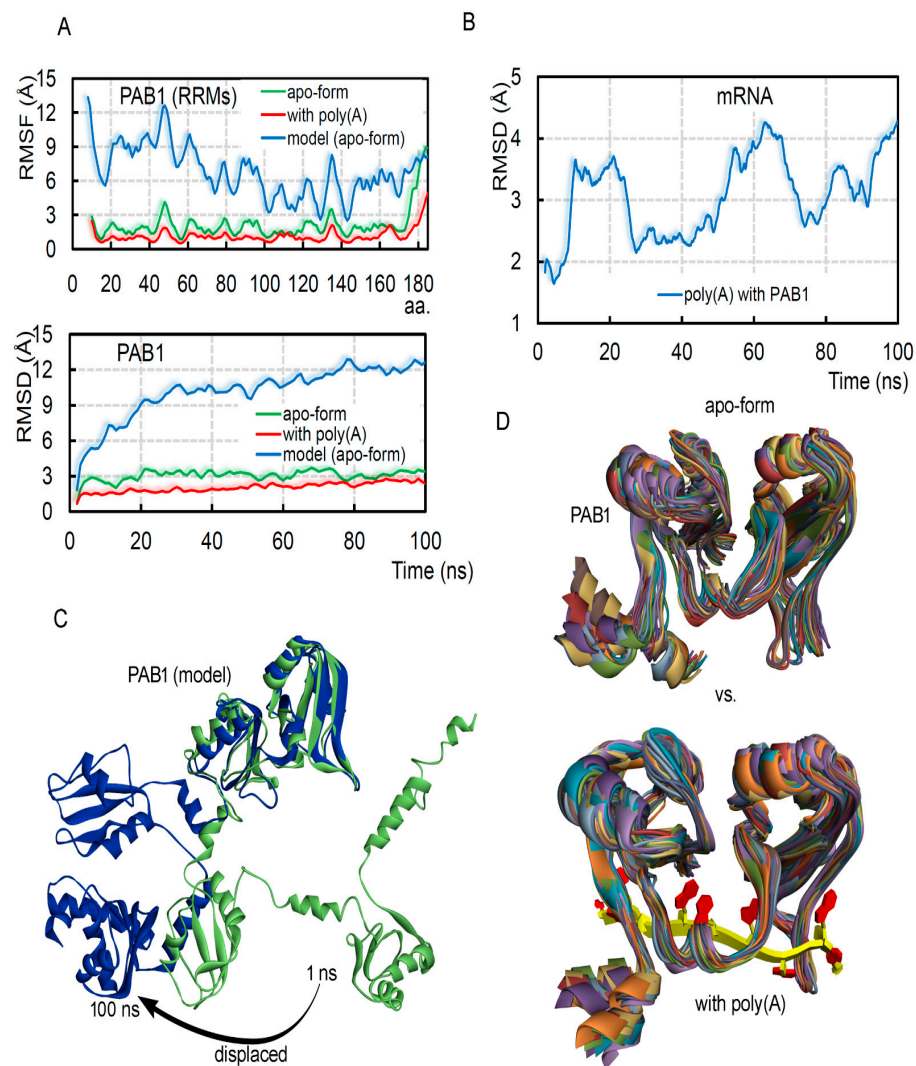 A
RMSF (Å)
15
12
9
6
3
0
PAB1 (RRMs)
apo-form
with poly(A)
model (apo-form)
0 20 40 60 80 100 120 140 160 180
aa.
RMSD (Å)
15
12
9
6
3
0
PAB1
apo-form
with poly(A)
model (apo-form)
0 20 40 60 80 100
Time (ns)
B
RMSD (Å)
5
4
3
2
1
mRNA
poly(A) with PAB1
0 20 40 60 80 100
Time (ns)
C
PAB1 (model)
1 ns
100 ns
displaced
D
apo-form
PAB1
vs.
with poly(A)